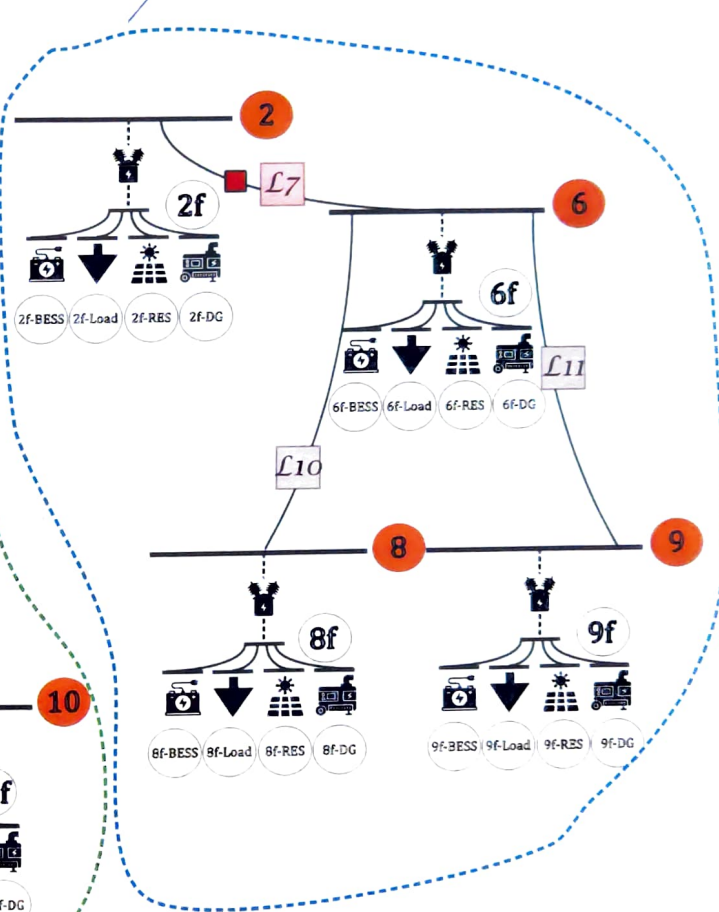 2
L7
2f
6
2f-BESS 2f-Load 2f-RES 2f-DG
6f
L11
6f-BESS 6f-Load 6f-RES 6f-DG
L10
8
9
8f
9f
10
8f-BESS 8f-Load 8f-RES 8f-DG
9f-BESS 9f-Load 9f-RES 9f-DG
f
f-DG